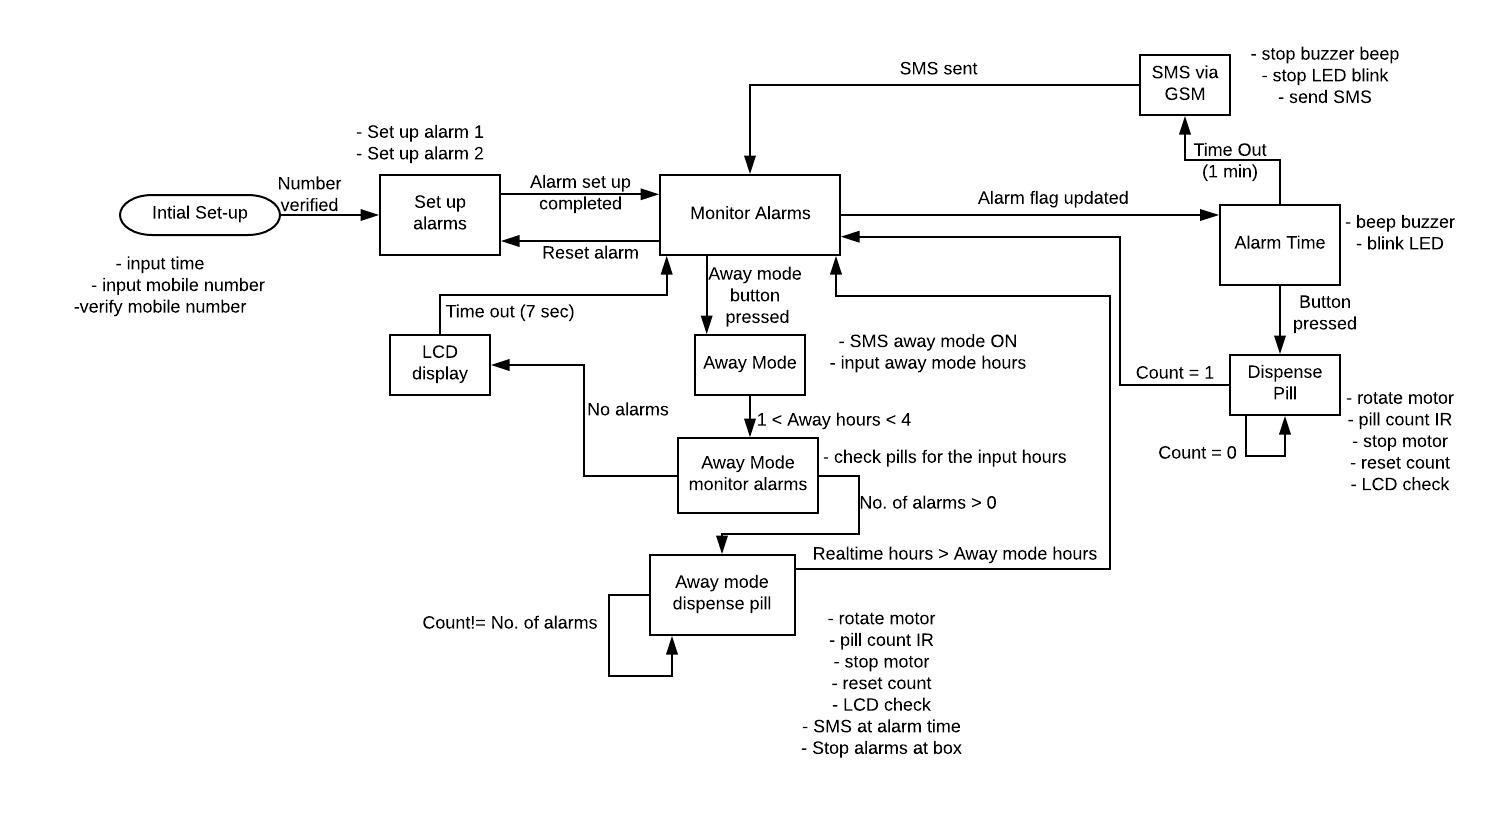 SMS sent
SMS via
GSM
- stop buzzer beep
- stop LED blink
- send SMS
Time Out
(1 min)
- Set up alarm 1
- Set up alarm 2
Number
verified
Intial Set-up
- input time
- input mobile number
-verify mobile number
Set up
alarms
Alarm set up
completed
Reset alarm
Monitor Alarms
Alarm flag updated
Alarm Time
- beep buzzer
- blink LED
Button
pressed
Away mode
button
pressed
Time out (7 sec)
LCD
display
Away Mode
- SMS away mode ON
- input away mode hours
Count = 1
Dispense
Pill
- rotate motor
- pill count IR
- stop motor
- reset count
- LCD check
Count = 0
No alarms
1 < Away hours < 4
Away Mode
monitor alarms
- check pills for the input hours
No. of alarms > 0
Realtime hours > Away mode hours
Away mode
dispense pill
Count!= No. of alarms
- rotate motor
- pill count IR
- stop motor
- reset count
- LCD check
- SMS at alarm time
- Stop alarms at box